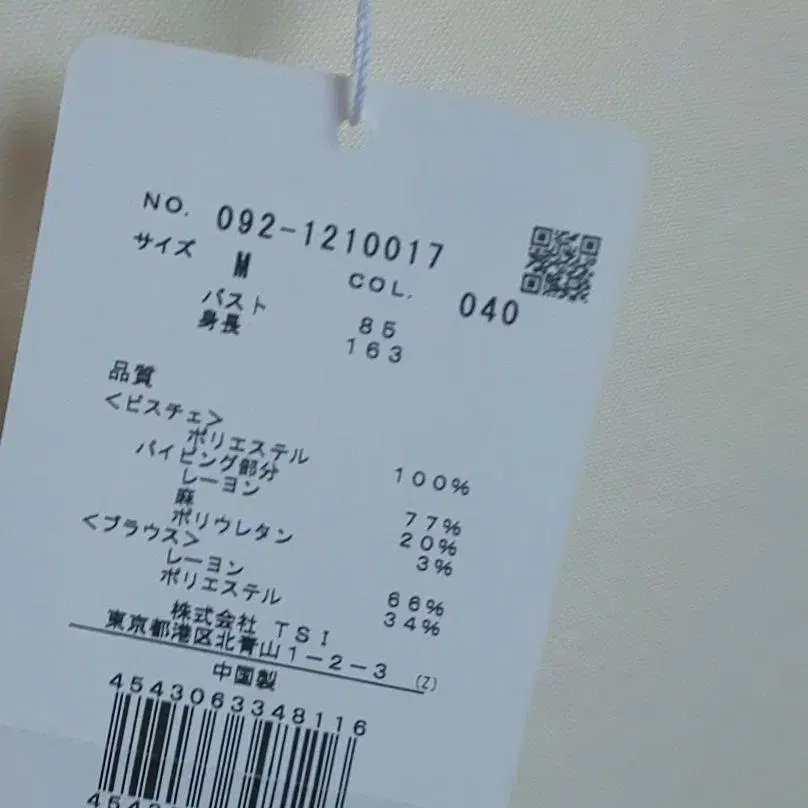 NO. 092-1210017
サイズ M COL. 040
バスト 85
身長 163
品質
<ビスチェ>
ポリエステル 100%
パイピング部分
レーヨン 77%
麻 20%
ポリウレタン 3%
<ブラウス>
レーヨン 66%
ポリエステル 34%
株式会社 TSI
東京都港区北青山1-2-3 (Z)
中国製
4543063348116